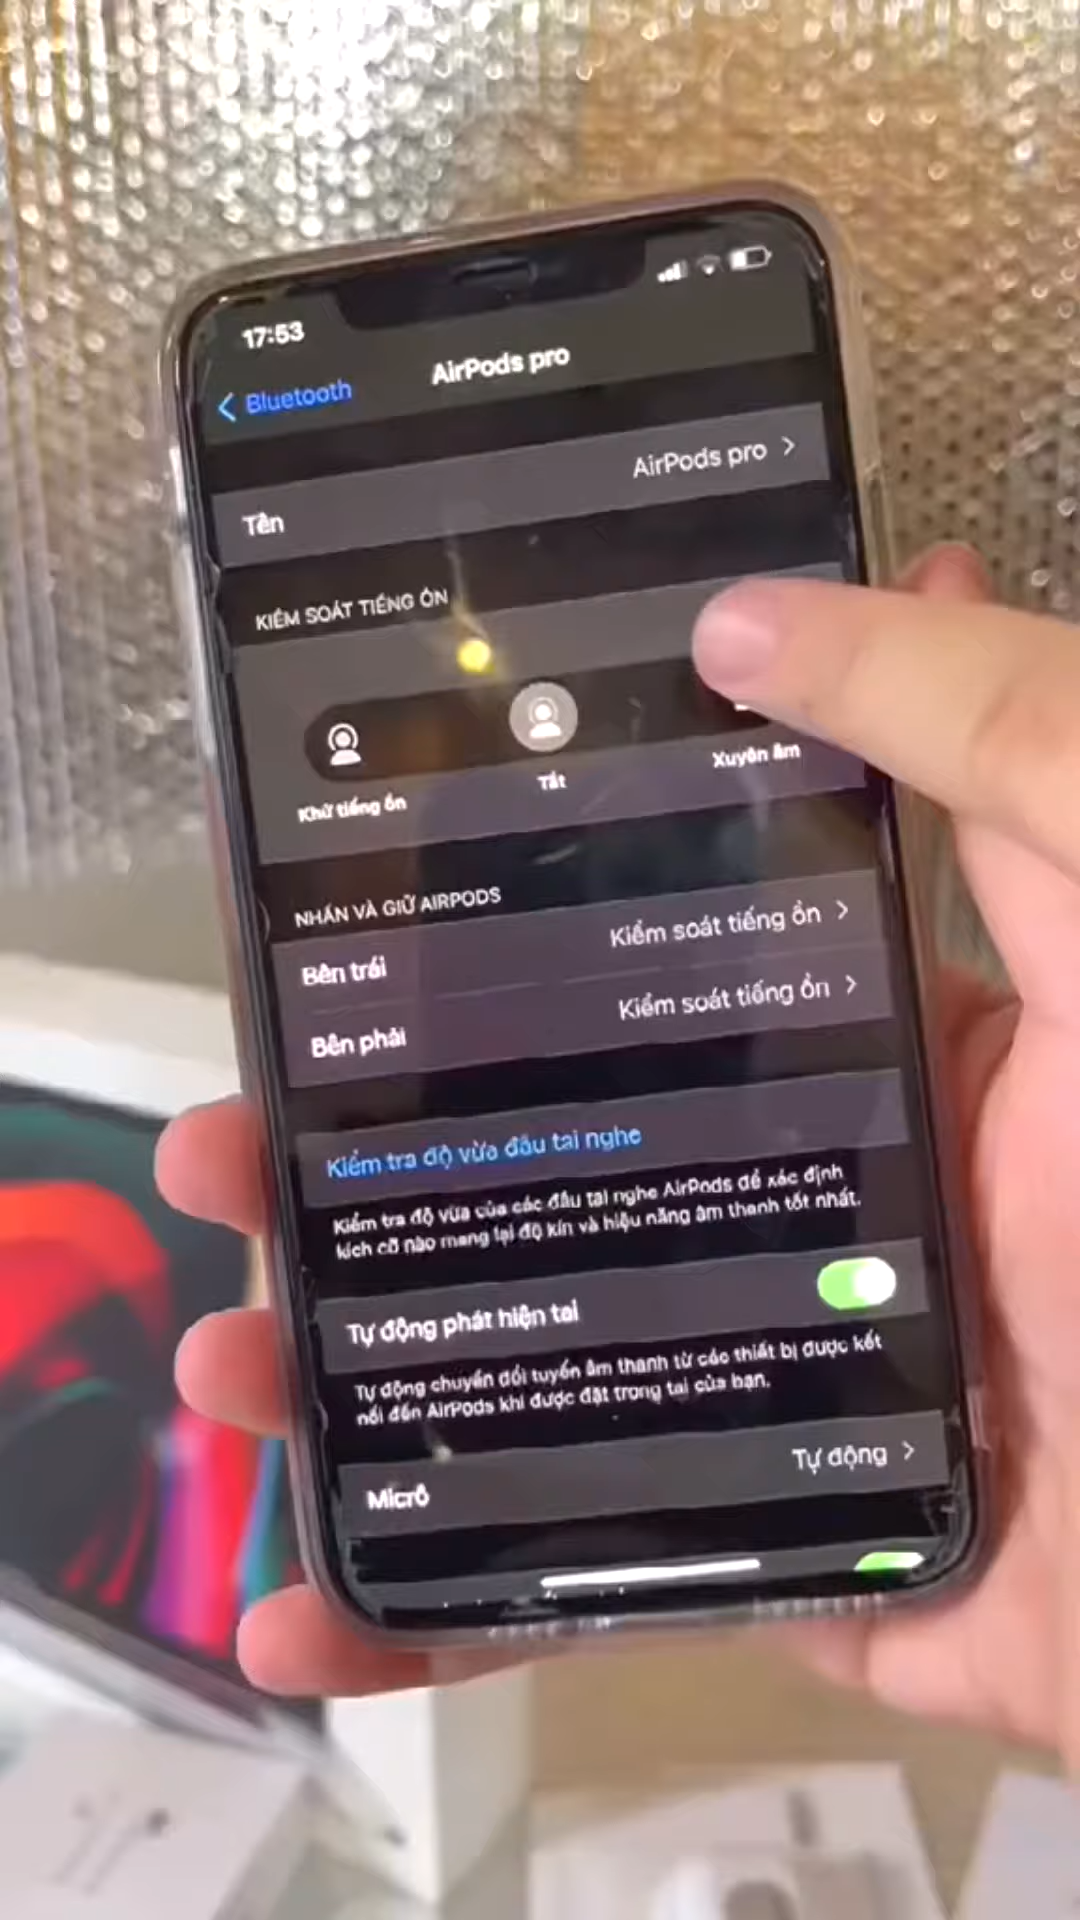 17:53
Bluetooth
AirPods pro
Tên
AirPods pro
KIỂM SOÁT TIẾNG ỒN
Khử tiếng ồn
Tắt
Xuyên âm
NHẤN VÀ GIỮ AIRPODS
Bên trái
Kiểm soát tiếng ồn
Bên phải
Kiểm soát tiếng ồn
Kiểm tra độ vừa đầu tai nghe
Kiểm tra độ vừa của các đầu tai nghe AirPods để xác định
kích cỡ nào mang lại độ kín và hiệu năng âm thanh tốt nhất.
Tự động phát hiện tai
Tự động chuyển đổi tuyến âm thanh từ các thiết bị được kết
nối đến AirPods khi được đặt trong tai của bạn.
Micrô
Tự động